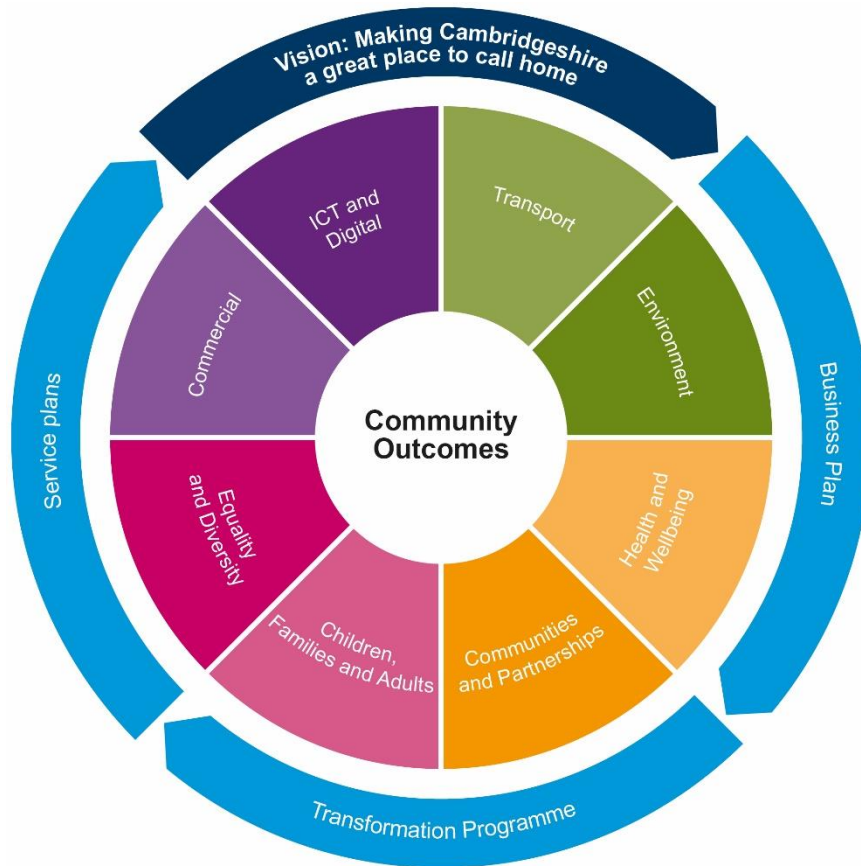 Vision: Making Cambridgeshire
a great place to call home
Business Plan
Transformation Programme
Service plans
Transport
Environment
Health and
Wellbeing
Communities
and Partnerships
Children,
Families and Adults
Equality
and Diversity
Commercial
ICT and
Digital
Community
Outcomes